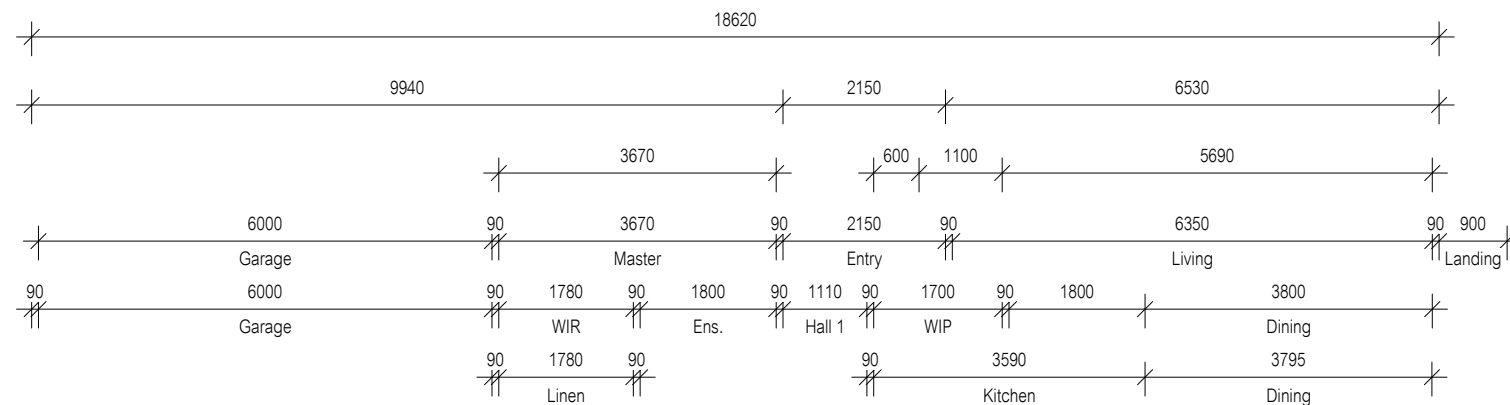 18620
9940 2150 6530
3670 600 1100 5690
6000 90 3670 90 2150 90 6350 90 900
Garage Master Entry Living Landing
90 6000 90 1780 90 1800 90 1110 90 1700 90 1800 3800
Garage WIR Ens. Hall 1 WIP Dining
90 1780 90 90 3590 3795
Linen Kitchen Dining